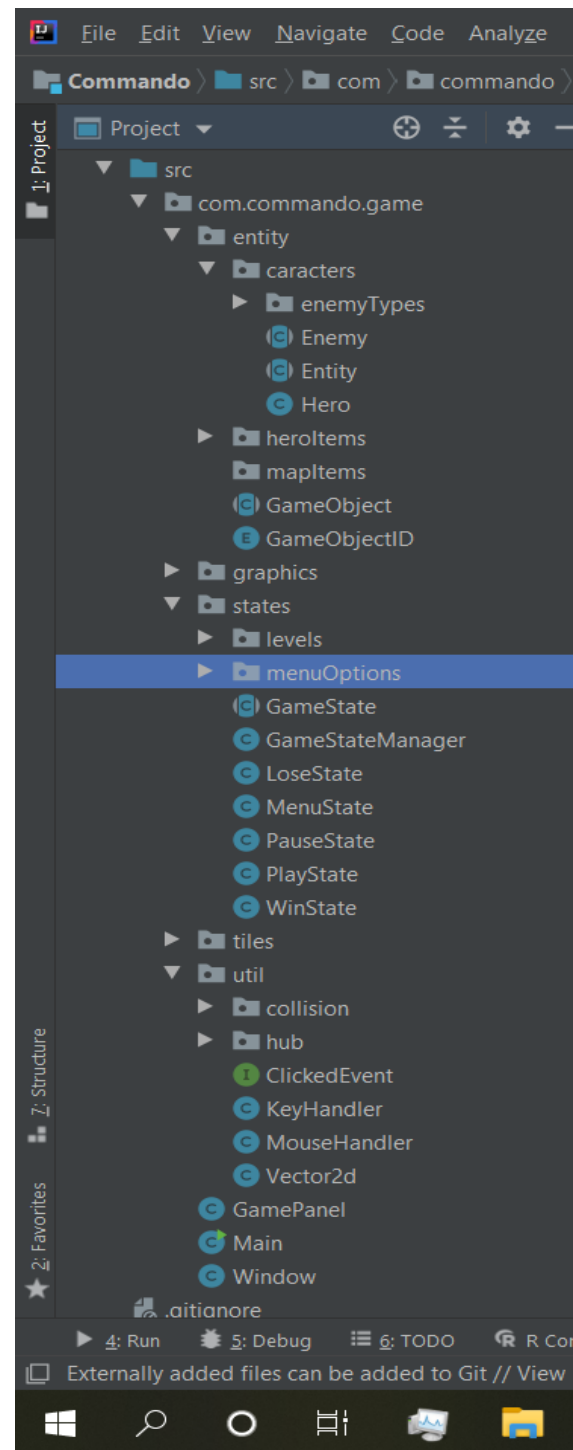 File Edit View Navigate Code Analyze
Commando src com commando
1: Project
Project
src
com.commando.game
entity
caracters
enemyTypes
Enemy
Entity
Hero
heroItems
mapItems
GameObject
GameObjectID
graphics
states
levels
menuOptions
GameState
GameStateManager
LoseState
MenuState
PauseState
PlayState
WinState
tiles
util
collision
hub
ClickedEvent
KeyHandler
MouseHandler
Vector2d
GamePanel
Main
Window
.gitignore
7: Structure
2: Favorites
4: Run 5: Debug 6: TODO R Con
Externally added files can be added to Git // View